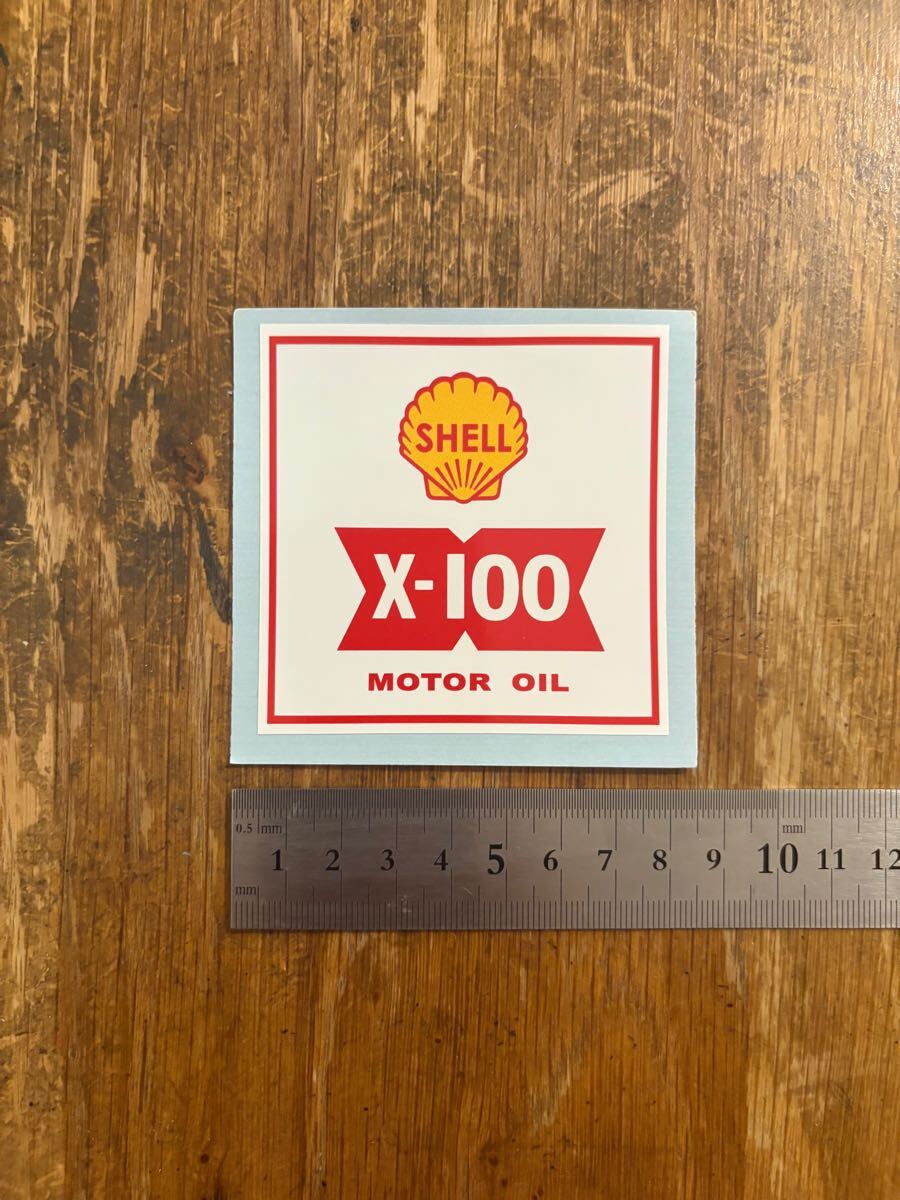 SHELL
X-100
MOTOR OIL
0.5 mm mm
1 2 3 4 5 6 7 8 9 10 11 12
mm